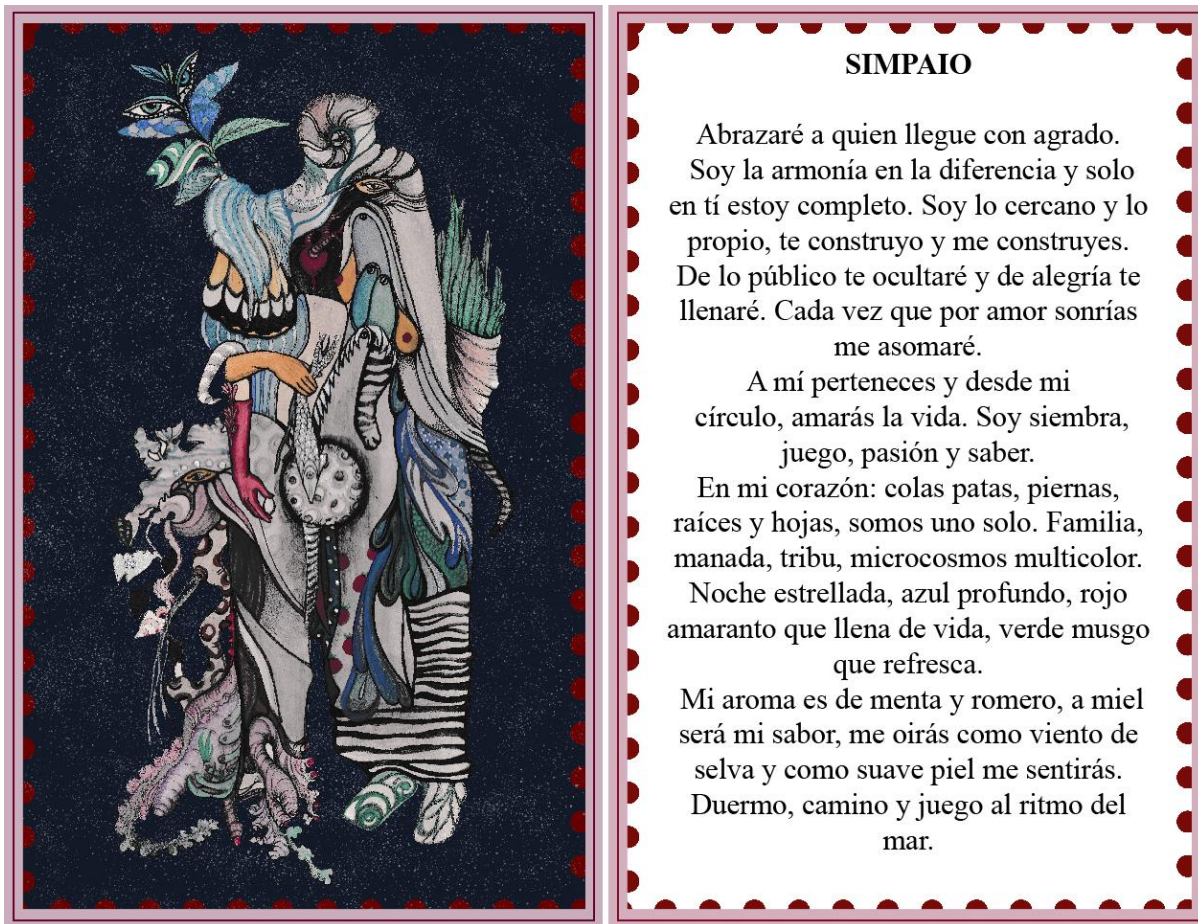 SIMPAIO
Abrazaré a quien llegue con agrado.
Soy la armonía en la diferencia y solo
en tí estoy completo. Soy lo cercano y lo
propio, te construyo y me construyes.
De lo público te ocultaré y de alegría te
llenaré. Cada vez que por amor sonrías
me asomaré.
A mí perteneces y desde mi
círculo, amarás la vida. Soy siembra,
juego, pasión y saber.
En mi corazón: colas patas, piernas,
raíces y hojas, somos uno solo. Familia,
manada, tribu, microcosmos multicolor.
Noche estrellada, azul profundo, rojo
amaranto que llena de vida, verde musgo
que refresca.
Mi aroma es de menta y romero, a miel
será mi sabor, me oirás como viento de
selva y como suave piel me sentirás.
Duermo, camino y juego al ritmo del
mar.